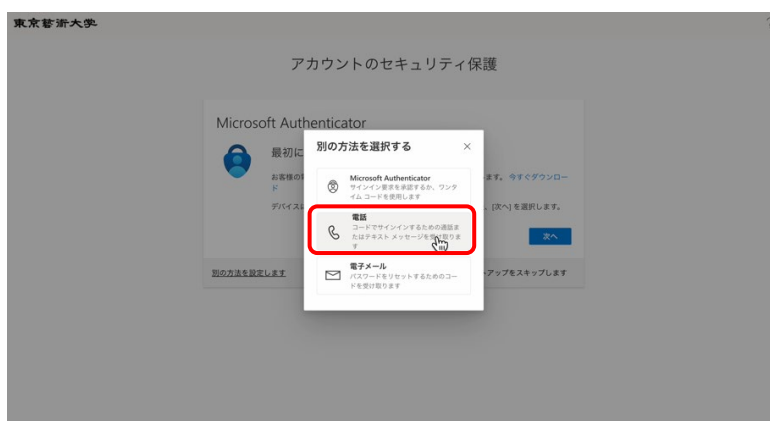 東京藝術大学
?
アカウントのセキュリティ保護
Microsoft Authenticator
最初に
お客様の
ます。 今すぐダウンロー
ド
デバイスに
、[次へ] を選択します。
次へ
別の方法を設定します
アップをスキップします
別の方法を選択する
×
Microsoft Authenticator
サインイン要求を承認するか、ワンタ
イム コードを使用します
電話
コードでサインインするための通話ま
たはテキスト メッセージを受け取りま
す
電子メール
パスワードをリセットするためのコー
ドを受け取ります